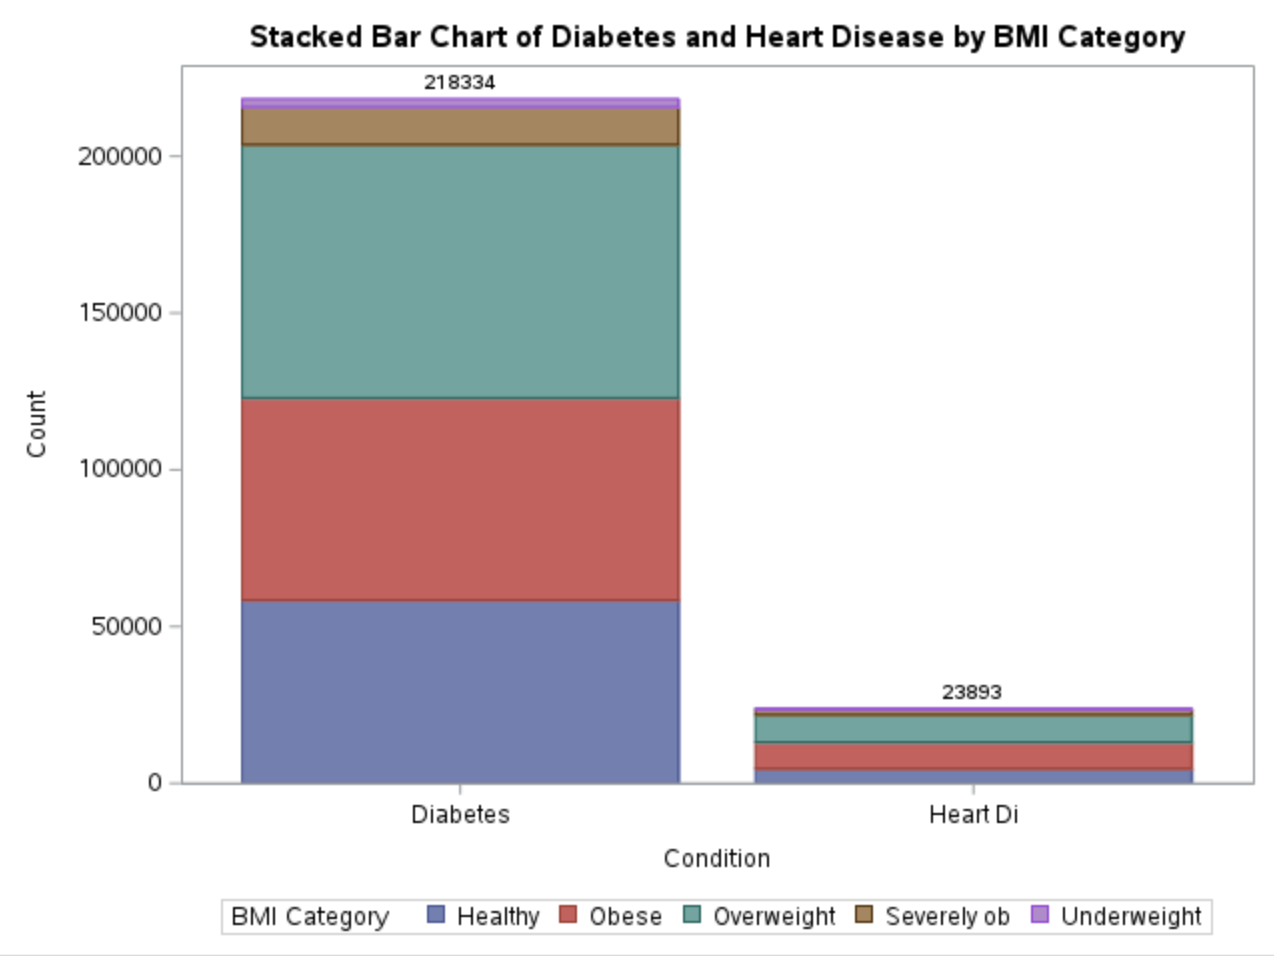 Stacked Bar Chart of Diabetes and Heart Disease by BMI Category
218334
200000
150000
100000
50000
0
Count
23893
Diabetes
Heart Di
Condition
BMI Category Healthy Obese Overweight Severely ob Underweight